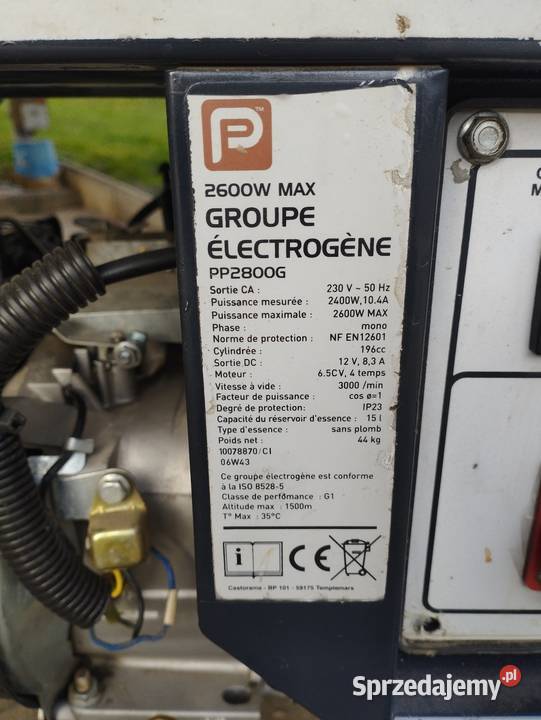 P™
2600W MAX
GROUPE
ÉLECTROGÈNE
PP2800G
Sortie CA : 230 V ~ 50 Hz
Puissance mesurée : 2400W,10.4A
Puissance maximale : 2600W MAX
Phase : mono
Norme de protection : NF EN12601
Cylindrée : 196cc
Sortie DC : 12 V, 8,3 A
Moteur : 6.5CV, 4 temps
Vitesse à vide : 3000 /min
Facteur de puissance : cos ø=1
Degré de protection: IP23
Capacité du réservoir d'essence : 15 l
Type d'essence : sans plomb
Poids net : 44 kg
10078870/CI
06W43
Ce groupe électrogène est conforme
à la ISO 8528-5
Classe de perfômance : G1
Altitude max : 1500m
T° Max : 35°C
i CE
Castorama - BP 101 - 59175 Templemars
Sprzedajemy.pl